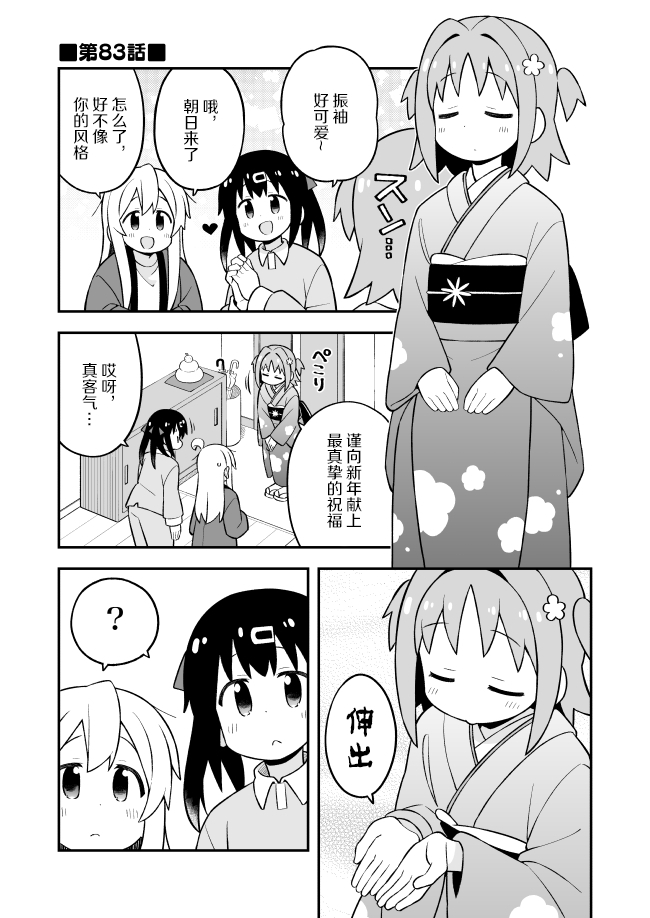 ■第83話■
振袖
好可爱~
哦，
朝日来了
怎么了，
好不像
你的风格
スーン…
ぺこり
谨向新年献上
最真挚的祝福
哎呀，
真客气…
伸出
？